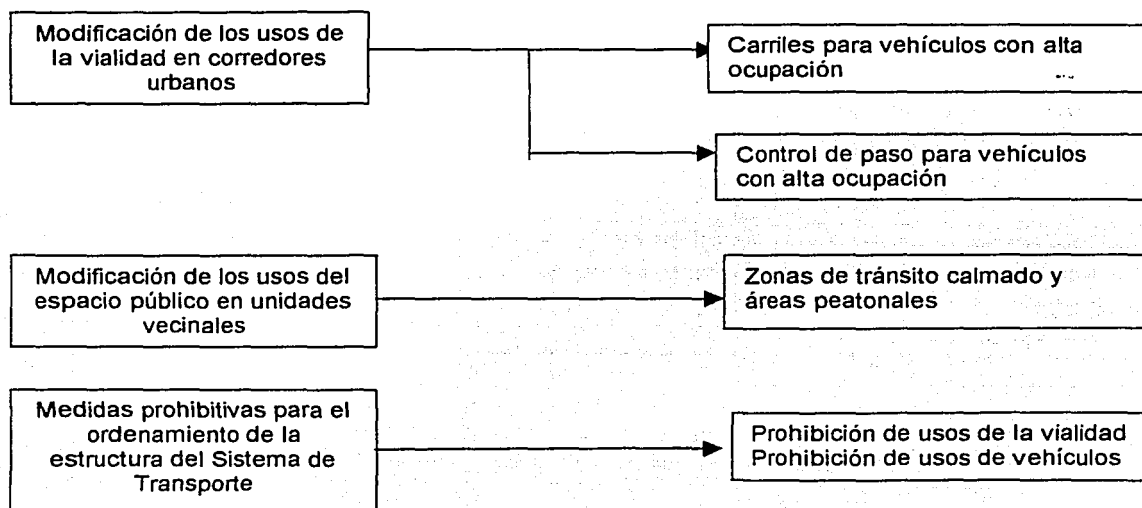 Modificación de los usos de
la vialidad en corredores
urbanos
Carriles para vehículos con alta
ocupación
Control de paso para vehículos
con alta ocupación
Modificación de los usos del
espacio público en unidades
vecinales
Zonas de tránsito calmado y
áreas peatonales
Medidas prohibitivas para el
ordenamiento de la
estructura del Sistema de
Transporte
Prohibición de usos de la vialidad
Prohibición de usos de vehículos